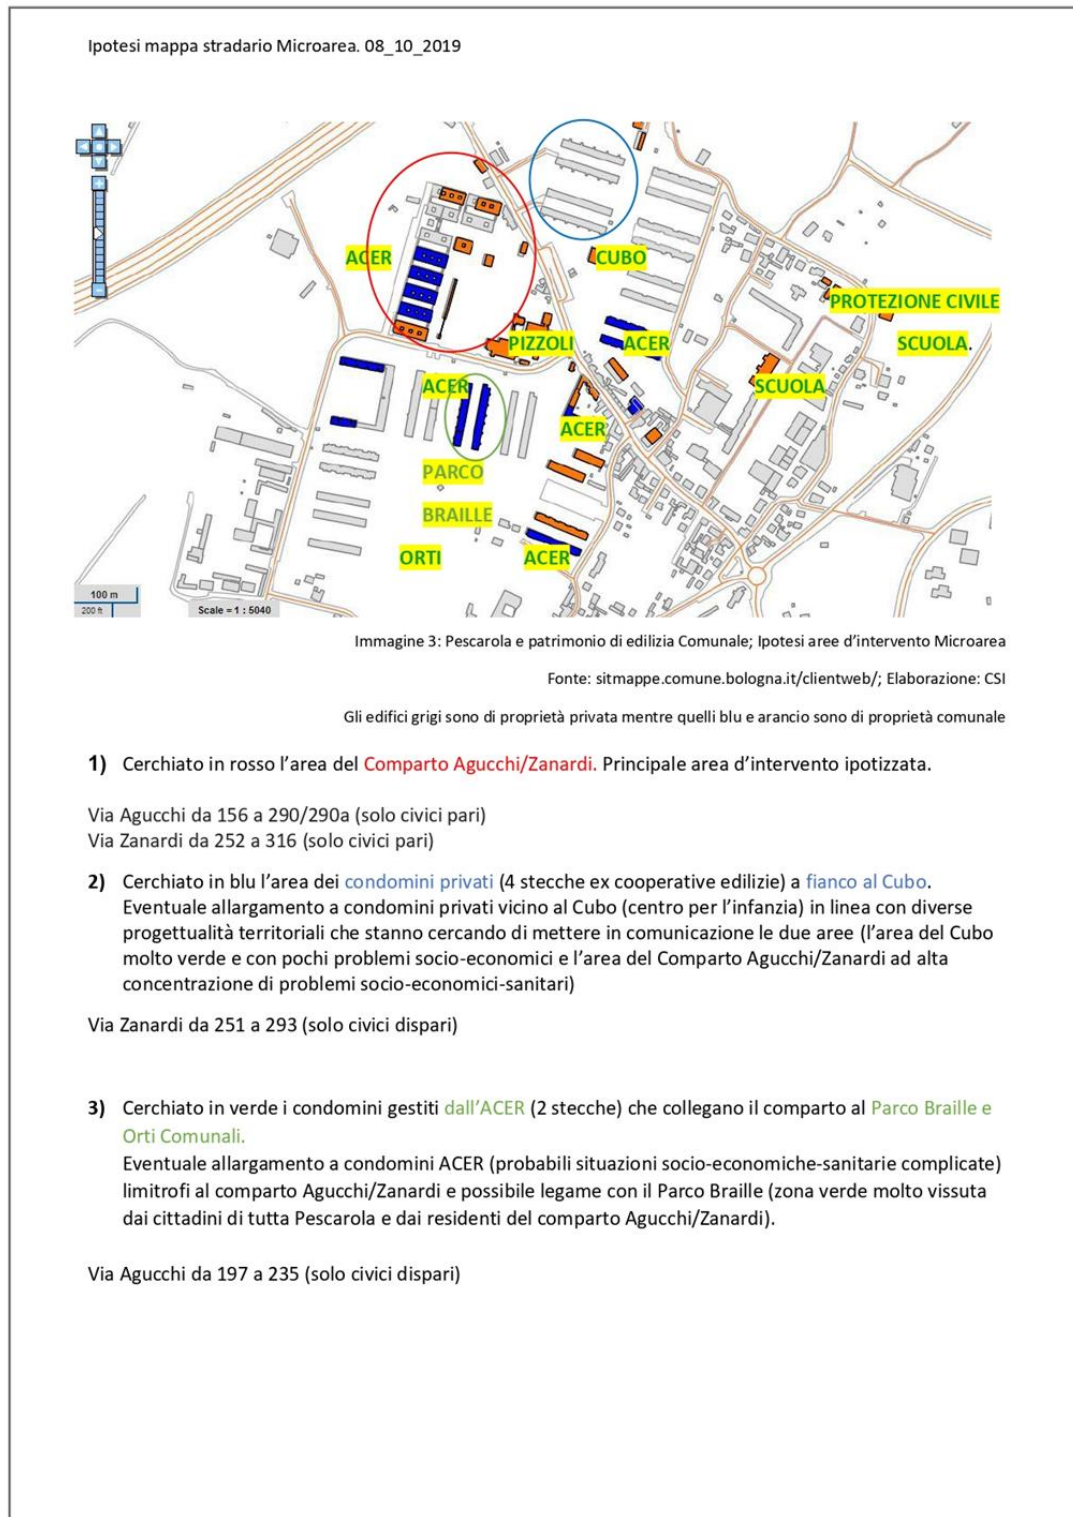 Ipotesi mappa stradario Microarea. 08_10_2019
ACER
CUBO
PROTEZIONE CIVILE
PIZZOLI
ACER
SCUOLA.
ACER
SCUOLA
ACER
PARCO
BRAILLE
ORTI
ACER
100 m
200 ft
Scale = 1 : 5040
Immagine 3: Pescarola e patrimonio di edilizia Comunale; Ipotesi aree d'intervento Microarea
Fonte: sitmappe.comune.bologna.it/clientweb/; Elaborazione: CSI
Gli edifici grigi sono di proprietà privata mentre quelli blu e arancio sono di proprietà comunale
1) Cerchiato in rosso l'area del Comparto Agucchi/Zanardi. Principale area d'intervento ipotizzata.
Via Agucchi da 156 a 290/290a (solo civici pari)
Via Zanardi da 252 a 316 (solo civici pari)
2) Cerchiato in blu l'area dei condomini privati (4 stecche ex cooperative edilizie) a fianco al Cubo.
Eventuale allargamento a condomini privati vicino al Cubo (centro per l'infanzia) in linea con diverse
progettualità territoriali che stanno cercando di mettere in comunicazione le due aree (l'area del Cubo
molto verde e con pochi problemi socio-economici e l'area del Comparto Agucchi/Zanardi ad alta
concentrazione di problemi socio-economici-sanitari)
Via Zanardi da 251 a 293 (solo civici dispari)
3) Cerchiato in verde i condomini gestiti dall'ACER (2 stecche) che collegano il comparto al Parco Braille e
Orti Comunali.
Eventuale allargamento a condomini ACER (probabili situazioni socio-economiche-sanitarie complicate)
limitrofi al comparto Agucchi/Zanardi e possibile legame con il Parco Braille (zona verde molto vissuta
dai cittadini di tutta Pescarola e dai residenti del comparto Agucchi/Zanardi).
Via Agucchi da 197 a 235 (solo civici dispari)